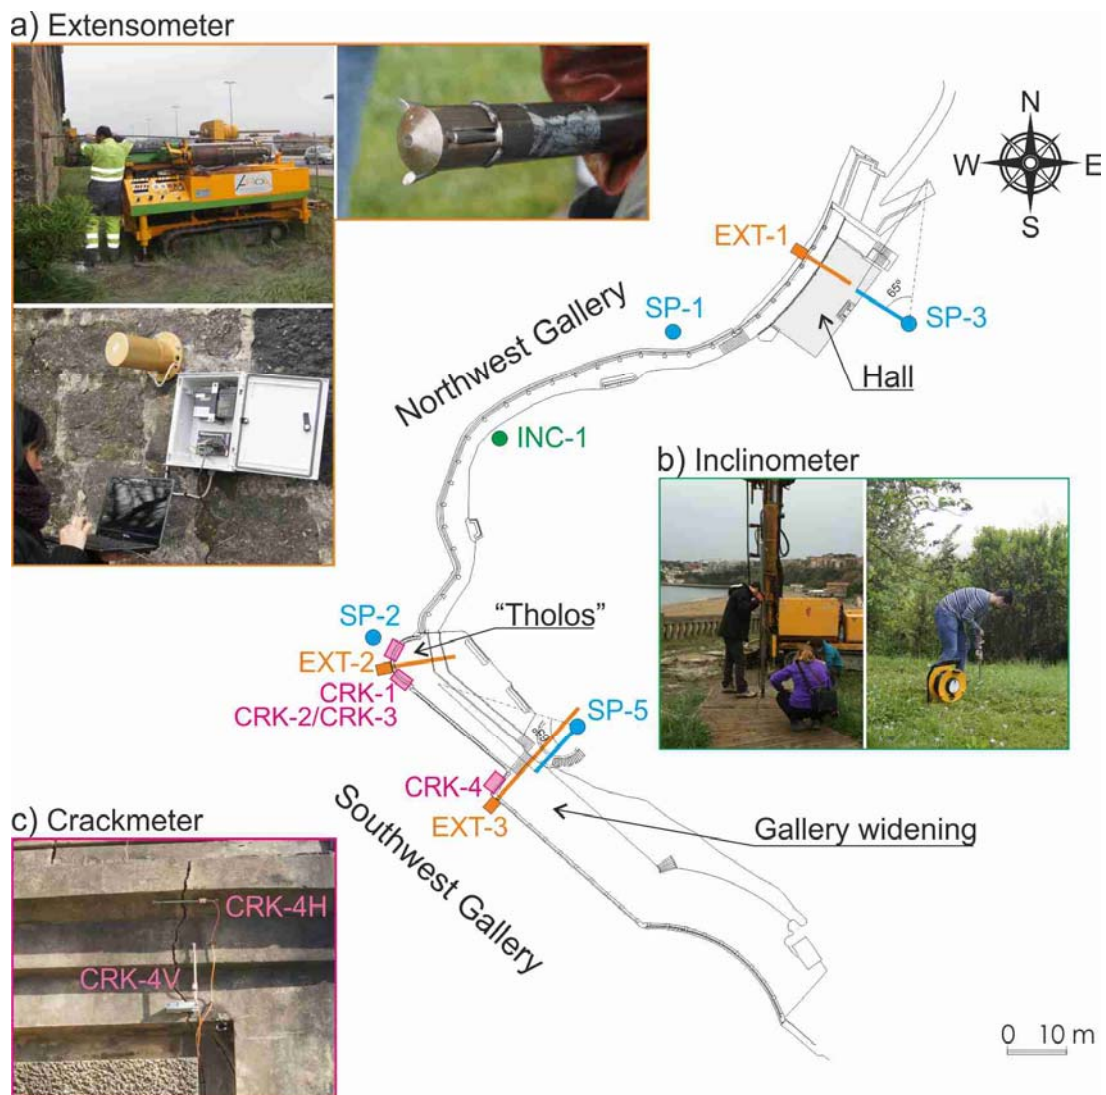 a) Extensometer
N
W
E
S
EXT-1
65º
SP-1
SP-3
Northwest Gallery
Hall
INC-1
b) Inclinometer
SP-2
"Tholos"
EXT-2
CRK-1
CRK-2/CRK-3
SP-5
CRK-4
EXT-3
Gallery widening
Southwest Gallery
c) Crackmeter
CRK-4H
CRK-4V
0 10 m